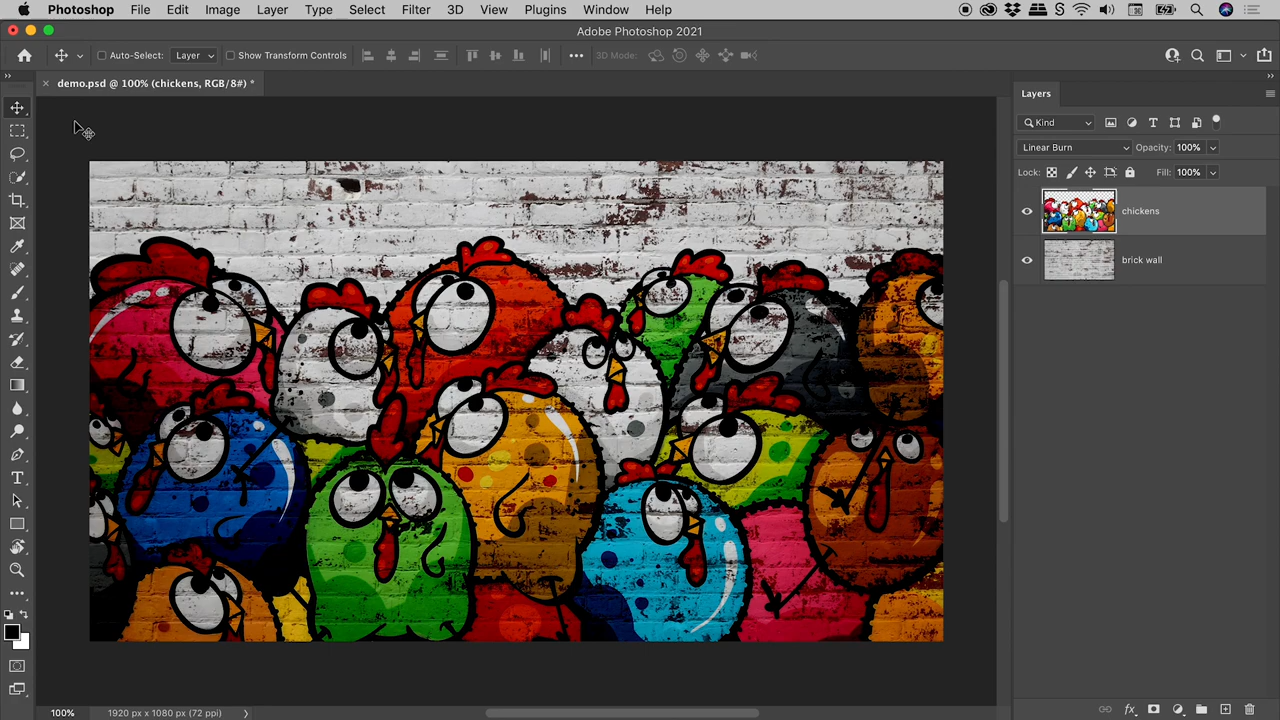 Photoshop File Edit Image Layer Type Select Filter 3D View Plugins Window Help
Adobe Photoshop 2021
Auto-Select: Layer Show Transform Controls 3D Mode:
demo.psd @ 100% (chickens, RGB/8#) *
Layers
Kind
Linear Burn Opacity: 100%
Lock: Fill: 100%
chickens
brick wall
100% 1920 px x 1080 px (72 ppi)